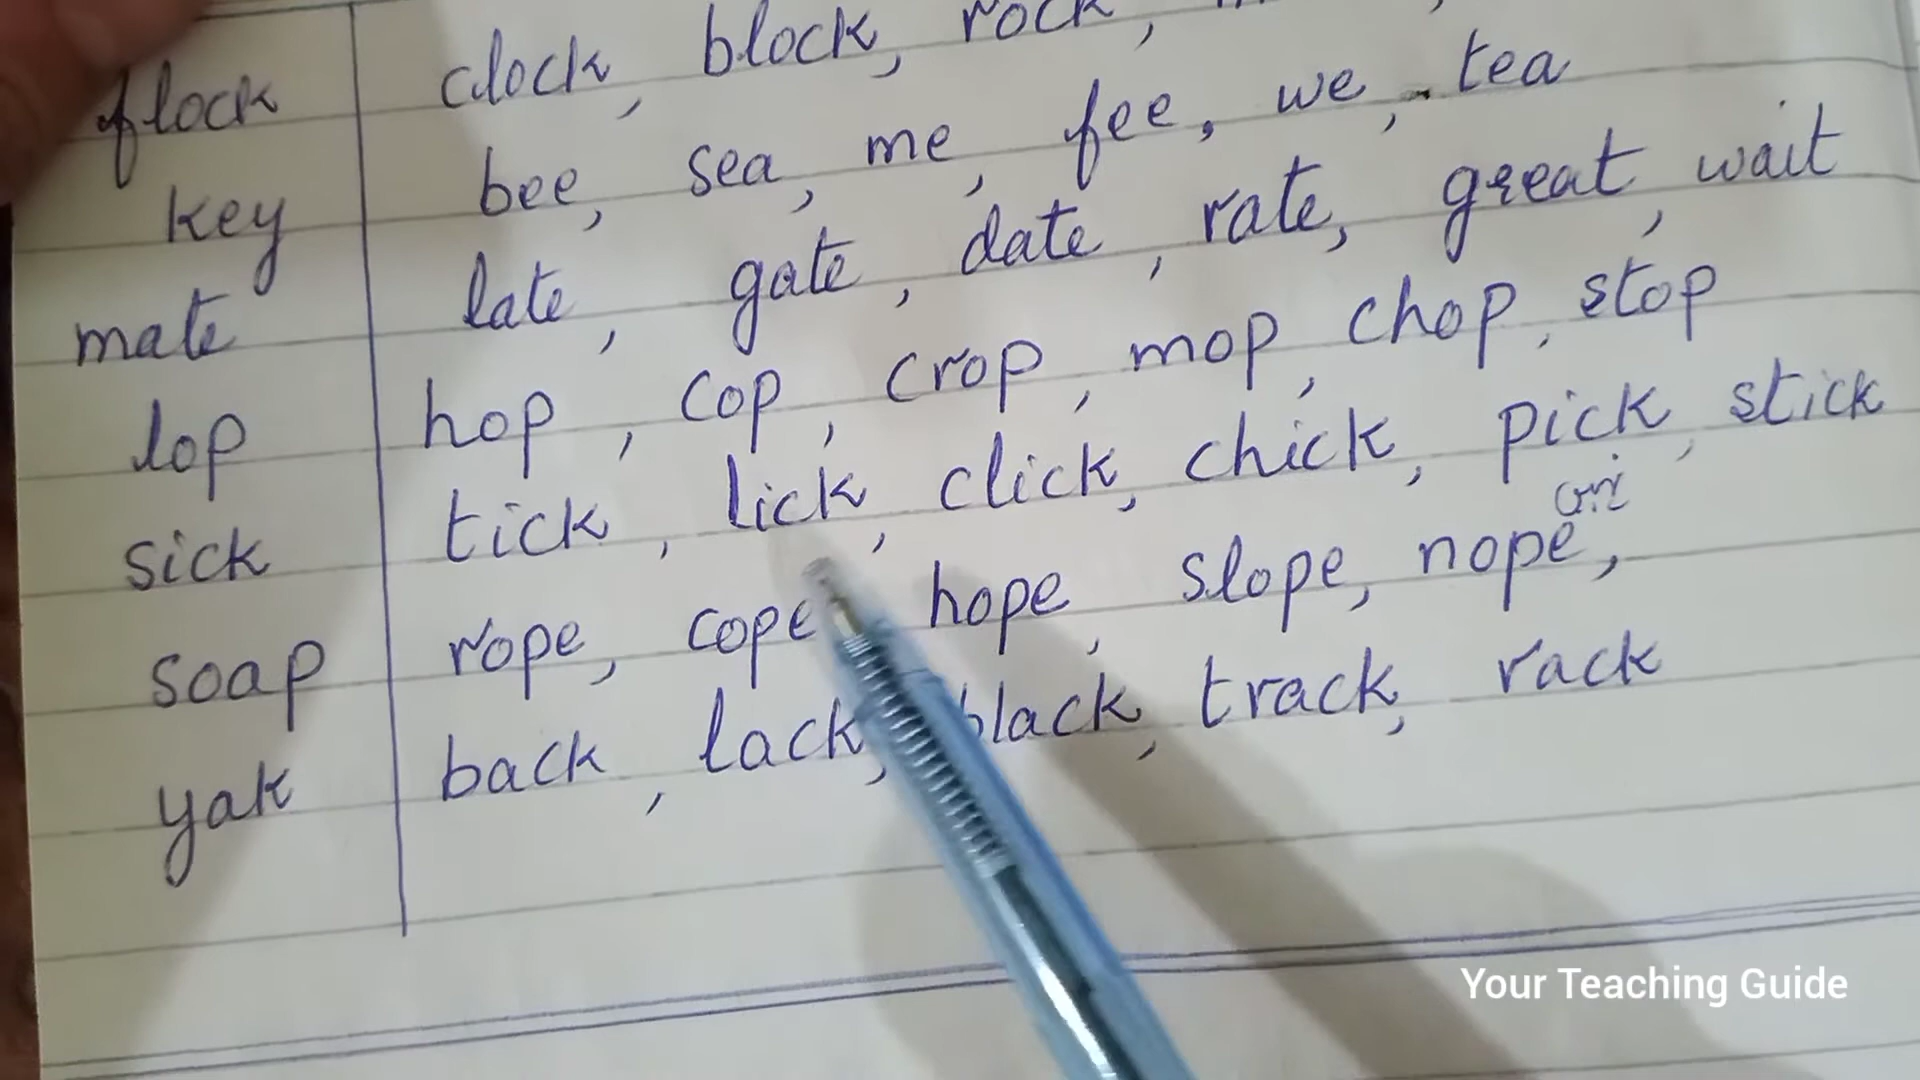 flock clock, block, rock,
key bee, sea, me, fee, we, tea
mate late, gate, date, rate, great, wait
lop hop, cop, crop, mop, chop, stop
sick tick, lick, click, chick, pick, stick
soap rope, cope hope, slope, nope,
yak back, lack, black, track, rack
Your Teaching Guide